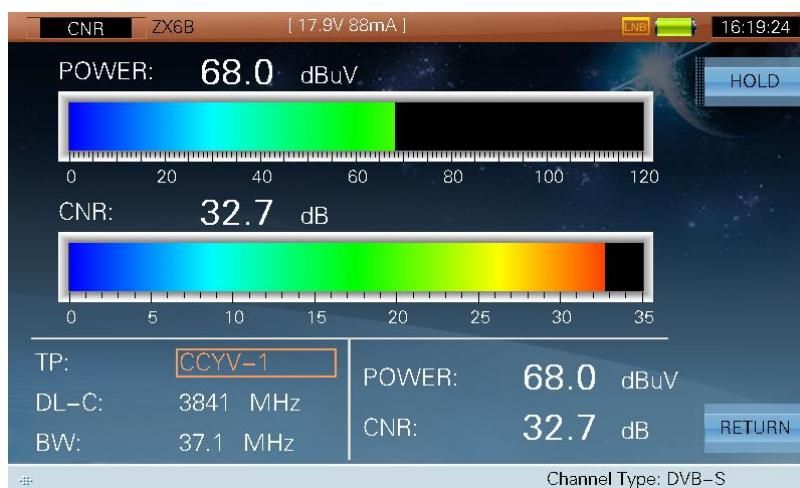 CNR ZX6B [ 17.9V 88mA ] LNB 16:19:24
POWER: 68.0 dBuV
HOLD
0 20 40 60 80 100 120
CNR: 32.7 dB
0 5 10 15 20 25 30 35
TP: CCYV-1
DL-C: 3841 MHz
BW: 37.1 MHz
POWER: 68.0 dBuV
CNR: 32.7 dB
RETURN
Channel Type: DVB-S